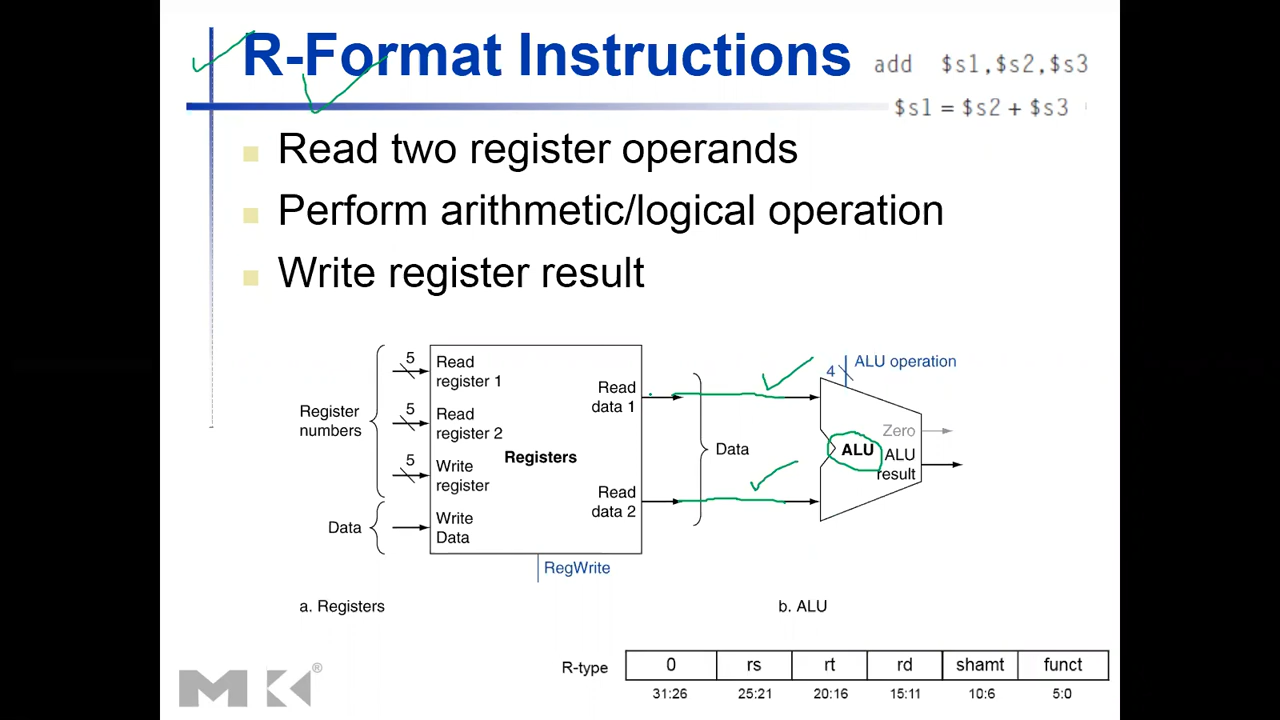 R-Format Instructions
add $s1,$s2,$s3
$s1 = $s2 + $s3
Read two register operands
Perform arithmetic/logical operation
Write register result
Register numbers
Data
5
Read register 1
5
Read register 2
5
Write register
Write Data
Registers
Read data 1
Read data 2
RegWrite
Data
4
ALU operation
Zero
ALU
ALU result
a. Registers
b. ALU
R-type
0 rs rt rd shamt funct
31:26 25:21 20:16 15:11 10:6 5:0
MK®